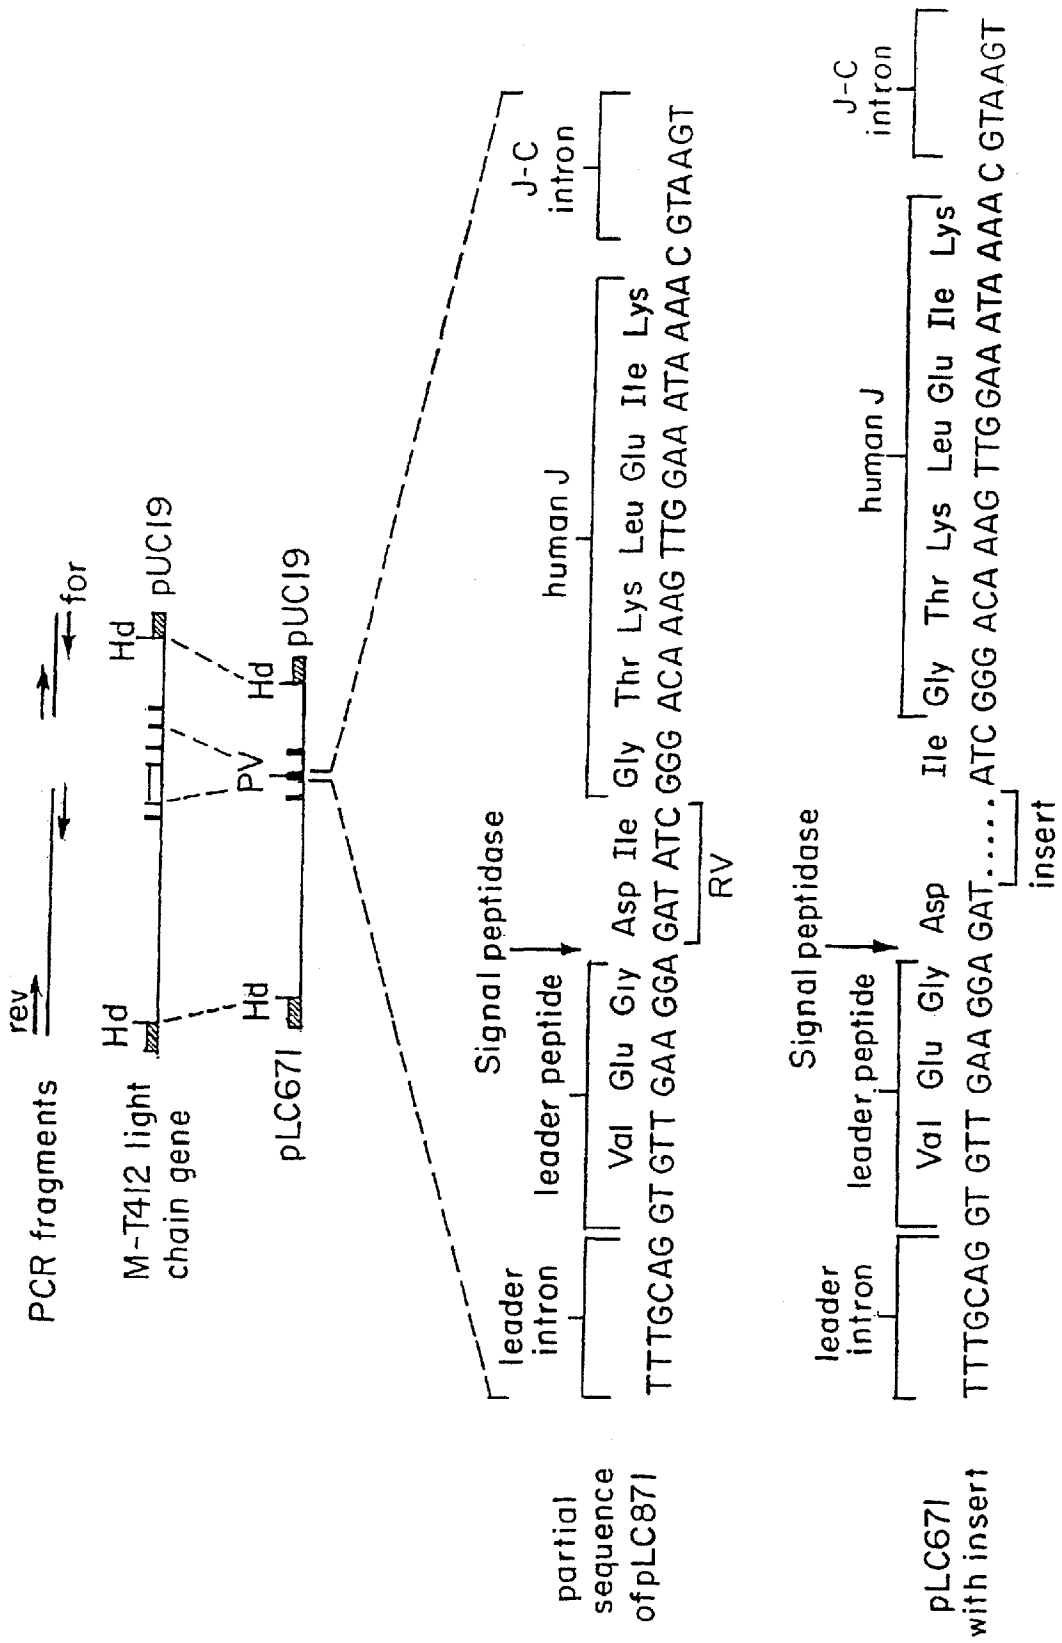 PCR fragments
rev
for
M-T412 light
chain gene
Hd
Hd
pUC19
pLC671
Hd
PV
Hd
pUC19
partial
sequence
of pLC871
leader
intron
leader peptide
Signal peptidase
human J
J-C
intron
Val Glu Gly Asp Ile Gly Thr Lys Leu Glu Ile Lys
TTTGCAG GT GTT GAA GGA GAT ATC GGG ACA AAG TTG GAA ATA AAA C GTAAGT
RV
pLC671
with insert
leader
intron
leader peptide
Signal peptidase
human J
J-C
intron
Val Glu Gly Asp Ile Gly Thr Lys Leu Glu Ile Lys
TTTGCAG GT GTT GAA GGA GAT.....ATC GGG ACA AAG TTG GAA ATA AAA C GTAAGT
insert